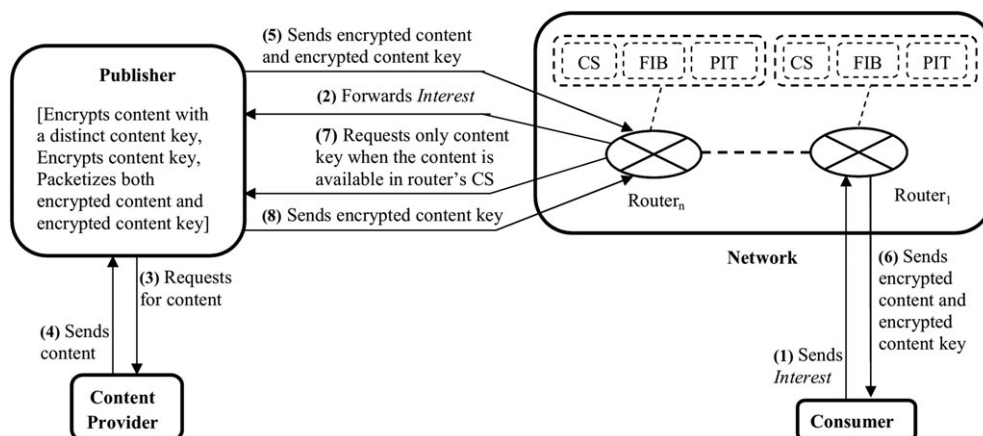 Publisher
[Encrypts content with
a distinct content key,
Encrypts content key,
Packetizes both
encrypted content and
encrypted content key]
(5) Sends encrypted content
and encrypted content key
(2) Forwards Interest
(7) Requests only content
key when the content is
available in router's CS
(8) Sends encrypted content key
CS FIB PIT
CS FIB PIT
Routerₙ
Router₁
Network
(3) Requests
for content
(4) Sends
content
Content
Provider
(6) Sends
encrypted
content and
encrypted
content key
(1) Sends
Interest
Consumer